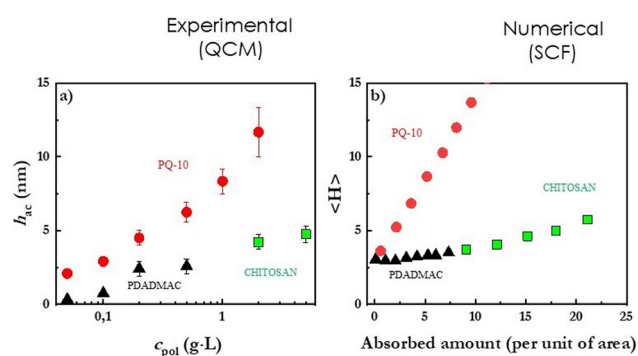 Experimental
(QCM)
Numerical
(SCF)
15
a)
PQ-10
10
h_ac (nm)
5
PDADMAC
CHITOSAN
0
0,1
1
c_pol (g·L)
15
b)
PQ-10
10
<H>
CHITOSAN
5
PDADMAC
0
0
5
10
15
20
25
Absorbed amount (per unit of area)